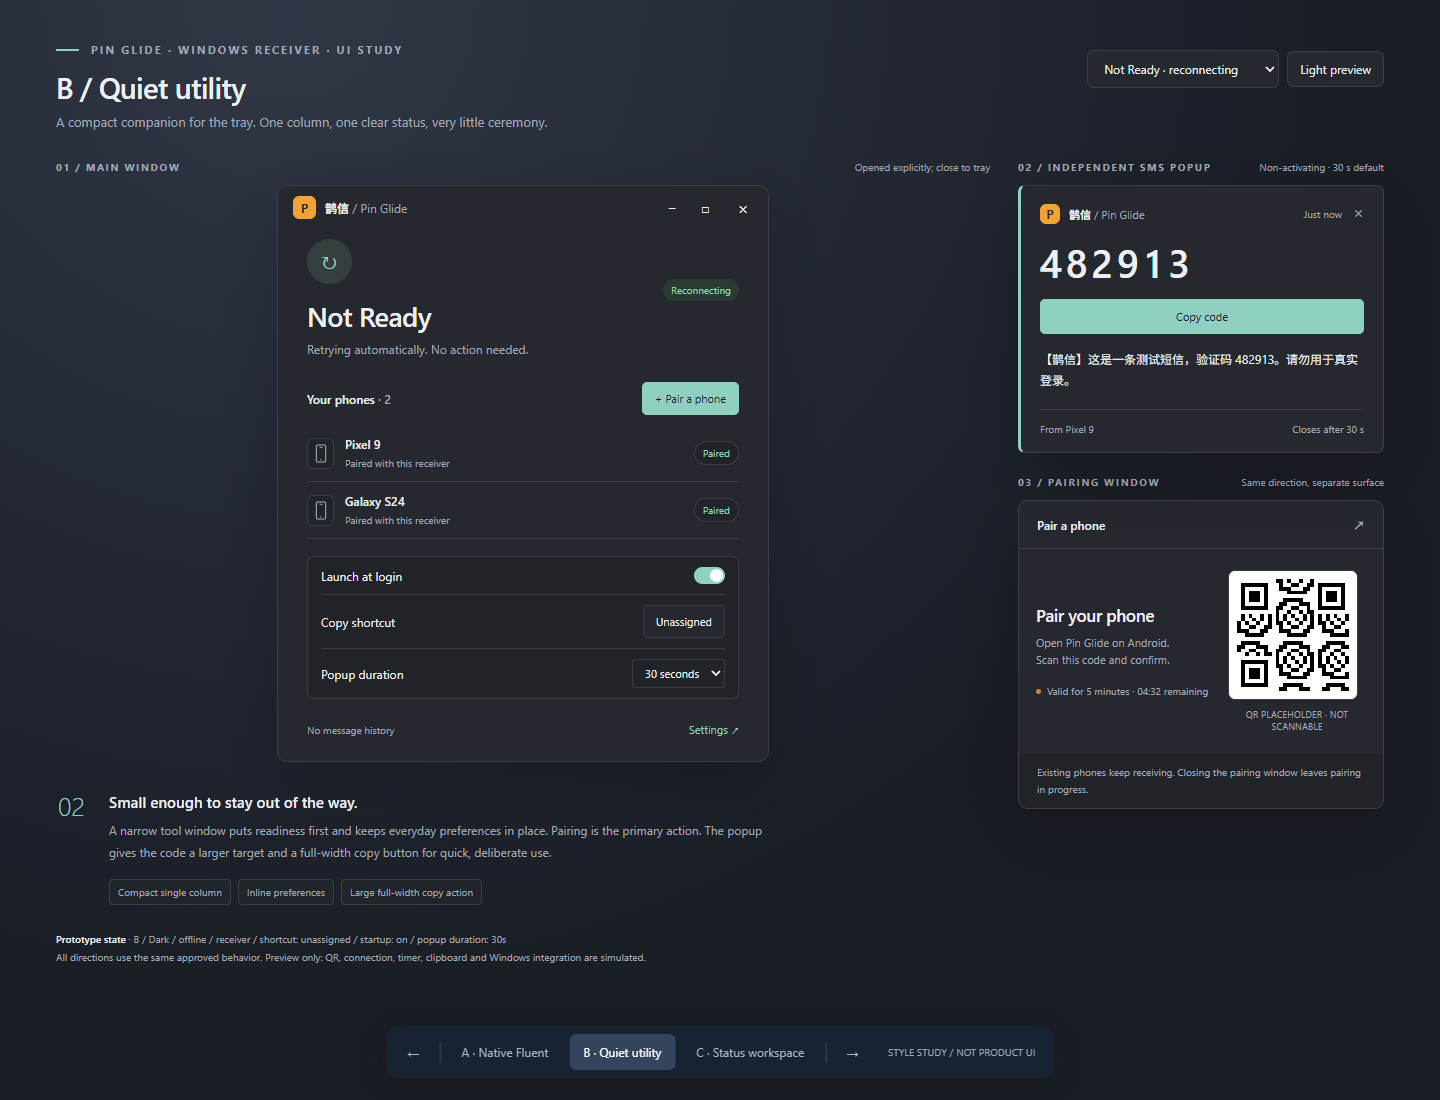 PIN GLIDE · WINDOWS RECEIVER · UI STUDY
B / Quiet utility
A compact companion for the tray. One column, one clear status, very little ceremony.
Not Ready · reconnecting
Light preview
01 / MAIN WINDOW
Opened explicitly; close to tray
P 鹊信 / Pin Glide
Reconnecting
Not Ready
Retrying automatically. No action needed.
Your phones · 2
+ Pair a phone
Pixel 9
Paired with this receiver
Paired
Galaxy S24
Paired with this receiver
Paired
Launch at login
Copy shortcut
Unassigned
Popup duration
30 seconds
No message history
Settings ↗
02 / INDEPENDENT SMS POPUP
Non-activating · 30 s default
P 鹊信 / Pin Glide
Just now ×
482913
Copy code
【鹊信】这是一条测试短信，验证码 482913。请勿用于真实
登录。
From Pixel 9
Closes after 30 s
03 / PAIRING WINDOW
Same direction, separate surface
Pair a phone ↗
Pair your phone
Open Pin Glide on Android.
Scan this code and confirm.
Valid for 5 minutes · 04:32 remaining
QR PLACEHOLDER · NOT
SCANNABLE
Existing phones keep receiving. Closing the pairing window leaves pairing
in progress.
02
Small enough to stay out of the way.
A narrow tool window puts readiness first and keeps everyday preferences in place. Pairing is the primary action. The popup
gives the code a larger target and a full-width copy button for quick, deliberate use.
Compact single column
Inline preferences
Large full-width copy action
Prototype state · B / Dark / offline / receiver / shortcut: unassigned / startup: on / popup duration: 30s
All directions use the same approved behavior. Preview only: QR, connection, timer, clipboard and Windows integration are simulated.
← A · Native Fluent B · Quiet utility C · Status workspace → STYLE STUDY / NOT PRODUCT UI